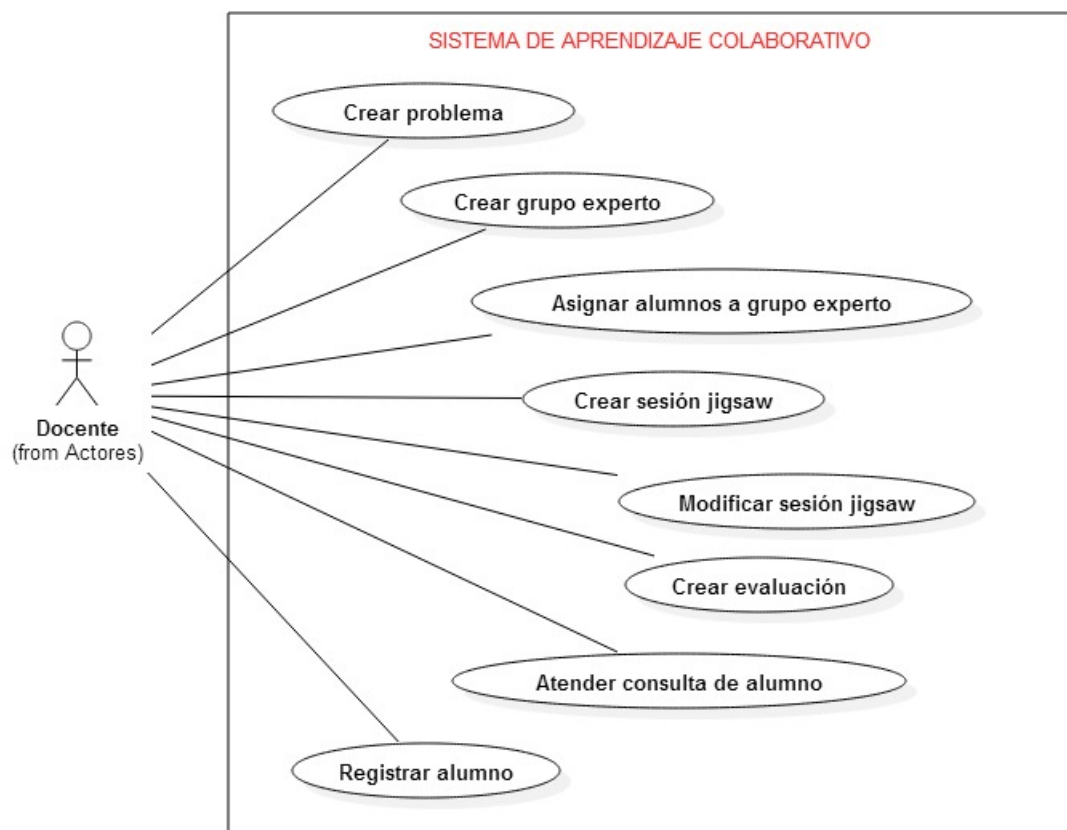 SISTEMA DE APRENDIZAJE COLABORATIVO
Crear problema
Crear grupo experto
Asignar alumnos a grupo experto
Crear sesión jigsaw
Docente
(from Actores)
Modificar sesión jigsaw
Crear evaluación
Atender consulta de alumno
Registrar alumno